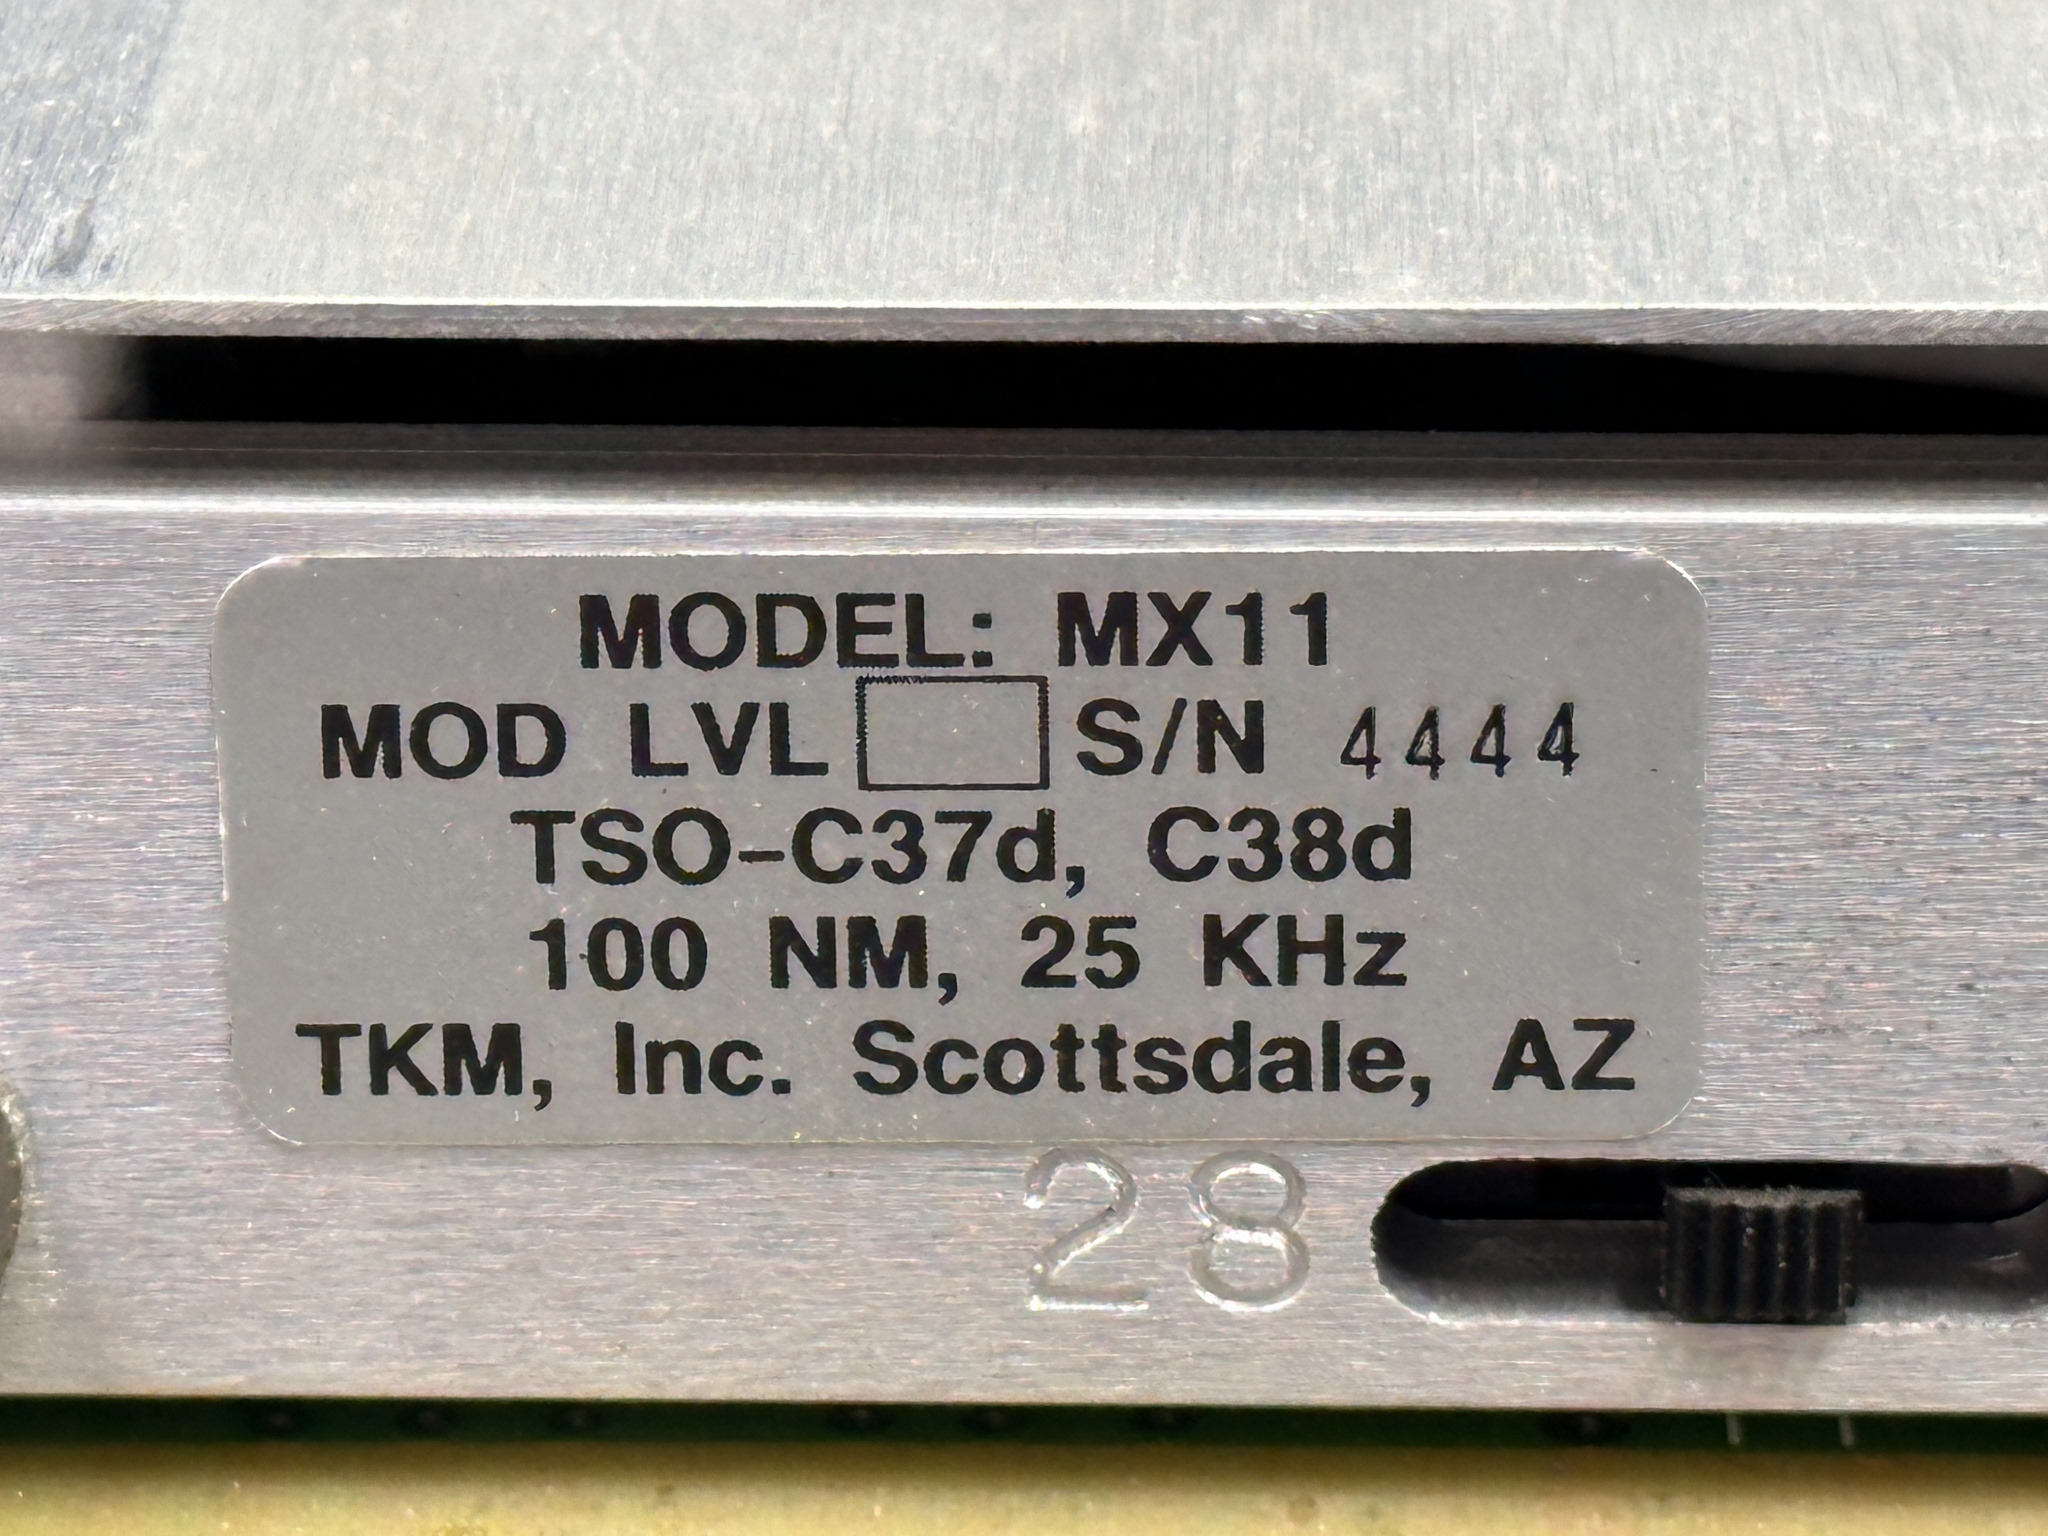 MODEL: MX11
MOD LVL S/N 4444
TSO-C37d, C38d
100 NM, 25 KHz
TKM, Inc. Scottsdale, AZ
28